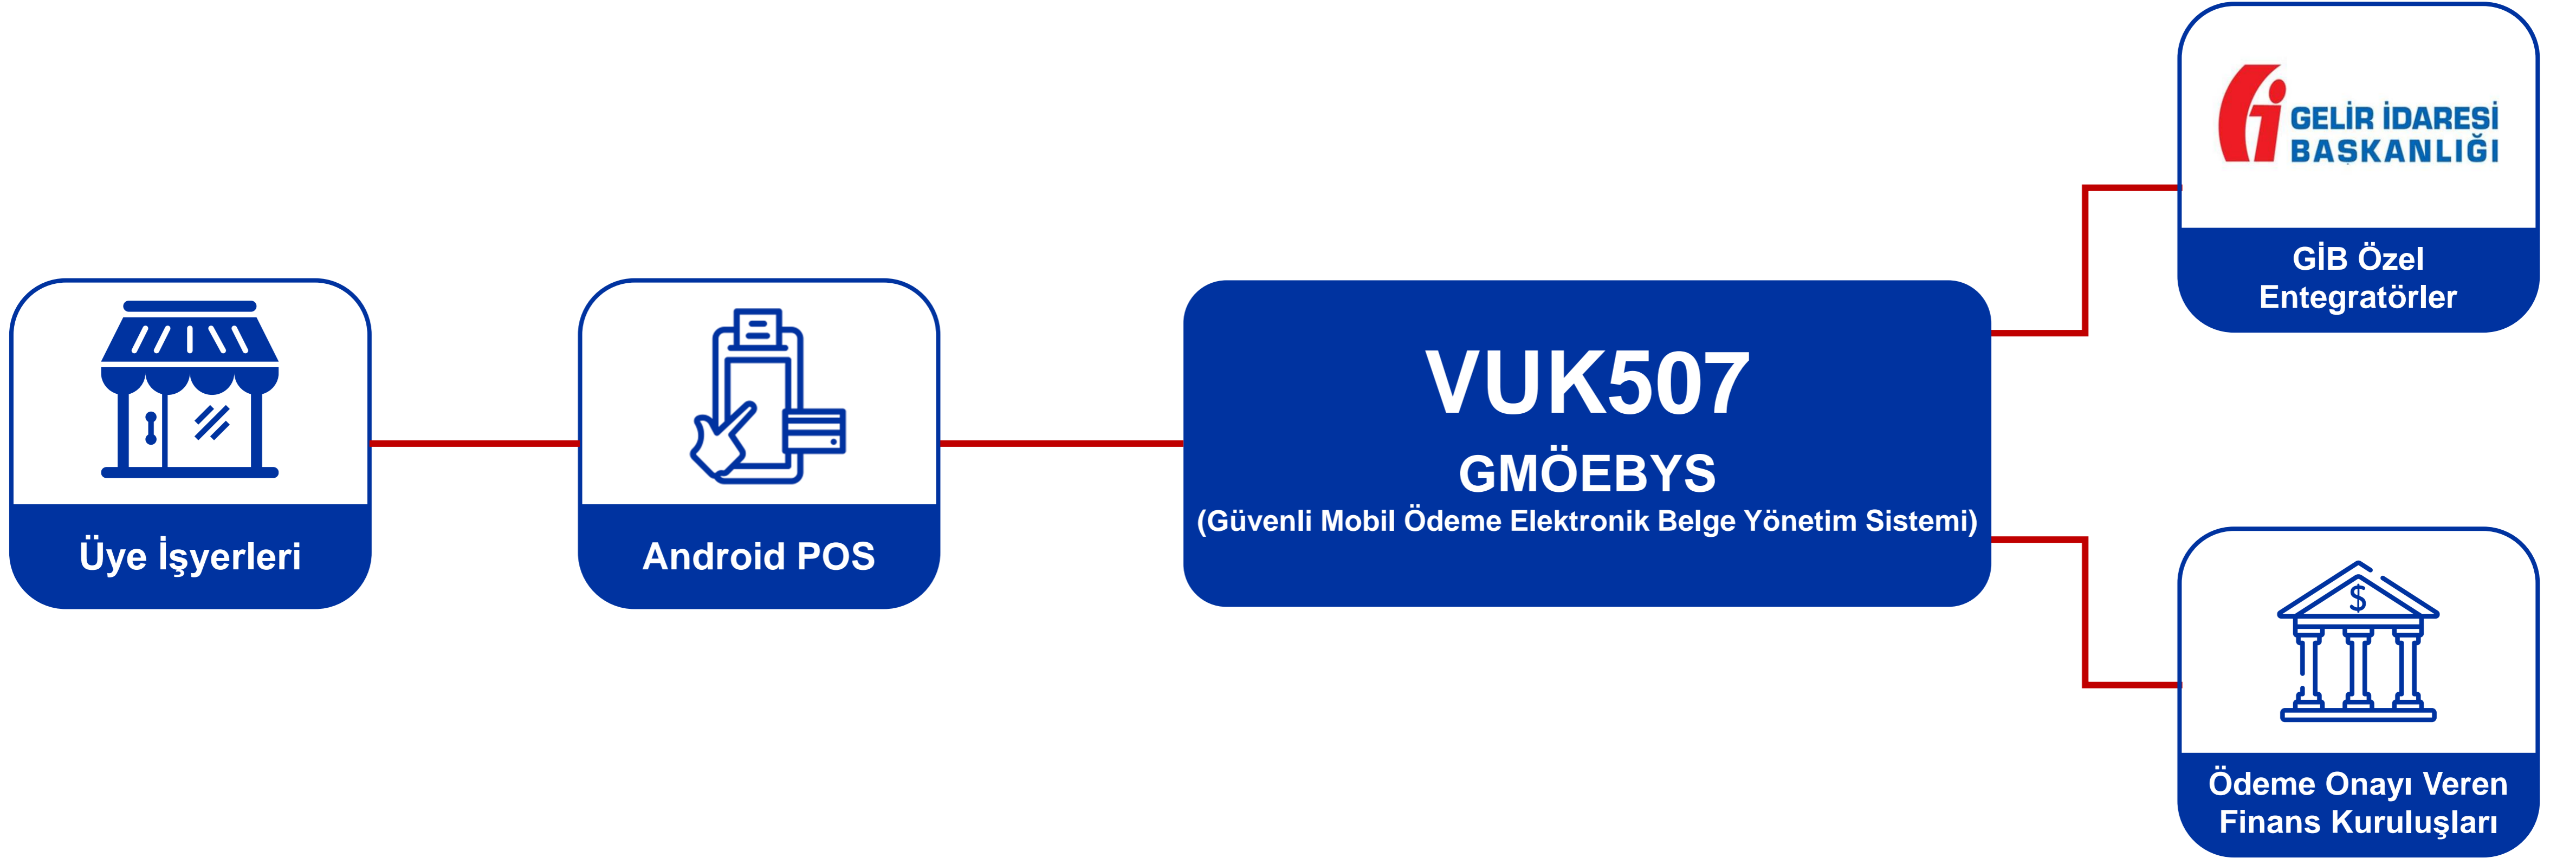 Üye İşyerleri
Android POS
VUK507
GMÖEBYS
(Güvenli Mobil Ödeme Elektronik Belge Yönetim Sistemi)
GELİR İDARESİ
BAŞKANLIĞI
GİB Özel
Entegratörler
$
Ödeme Onayı Veren
Finans Kuruluşları